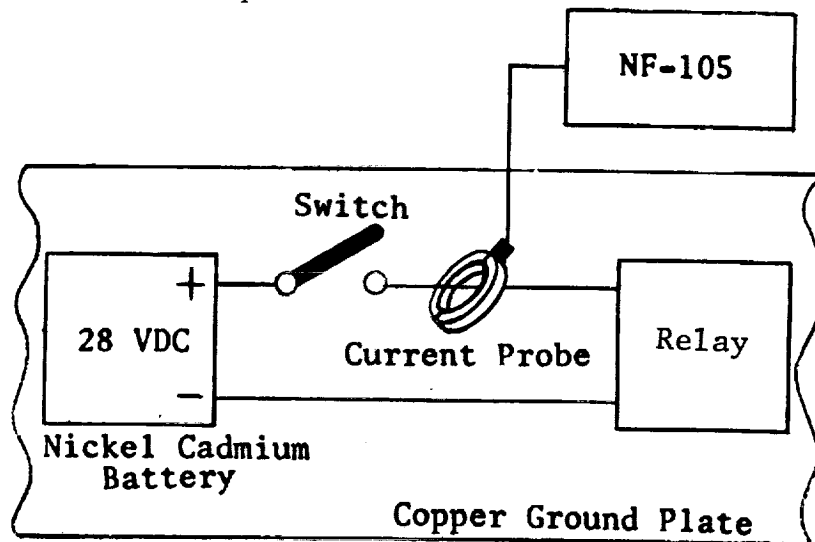 NF-105
Switch
+
28 VDC
-
Current Probe
Relay
Nickel Cadmium
Battery
Copper Ground Plate